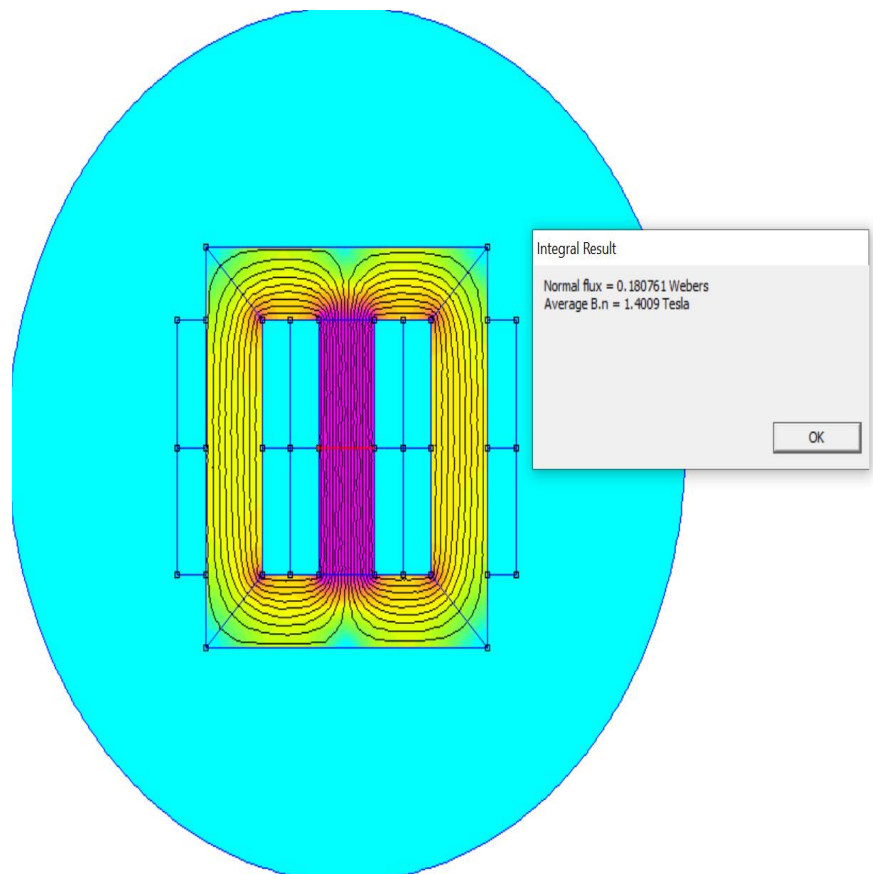 Integral Result
Normal flux = 0.180761 Webers
Average B.n = 1.4009 Tesla
OK